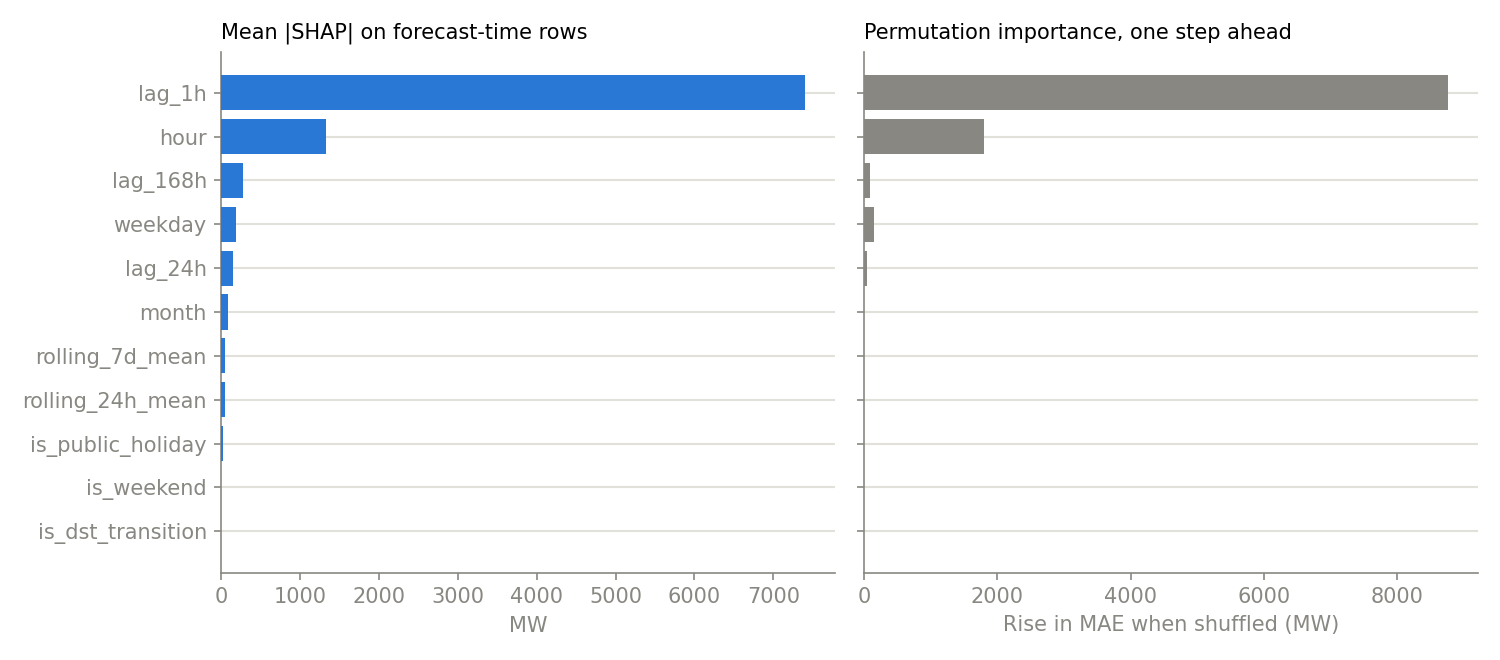 Mean |SHAP| on forecast-time rows
lag_1h
hour
lag_168h
weekday
lag_24h
month
rolling_7d_mean
rolling_24h_mean
is_public_holiday
is_weekend
is_dst_transition
0 1000 2000 3000 4000 5000 6000 7000
MW
Permutation importance, one step ahead
0 2000 4000 6000 8000
Rise in MAE when shuffled (MW)